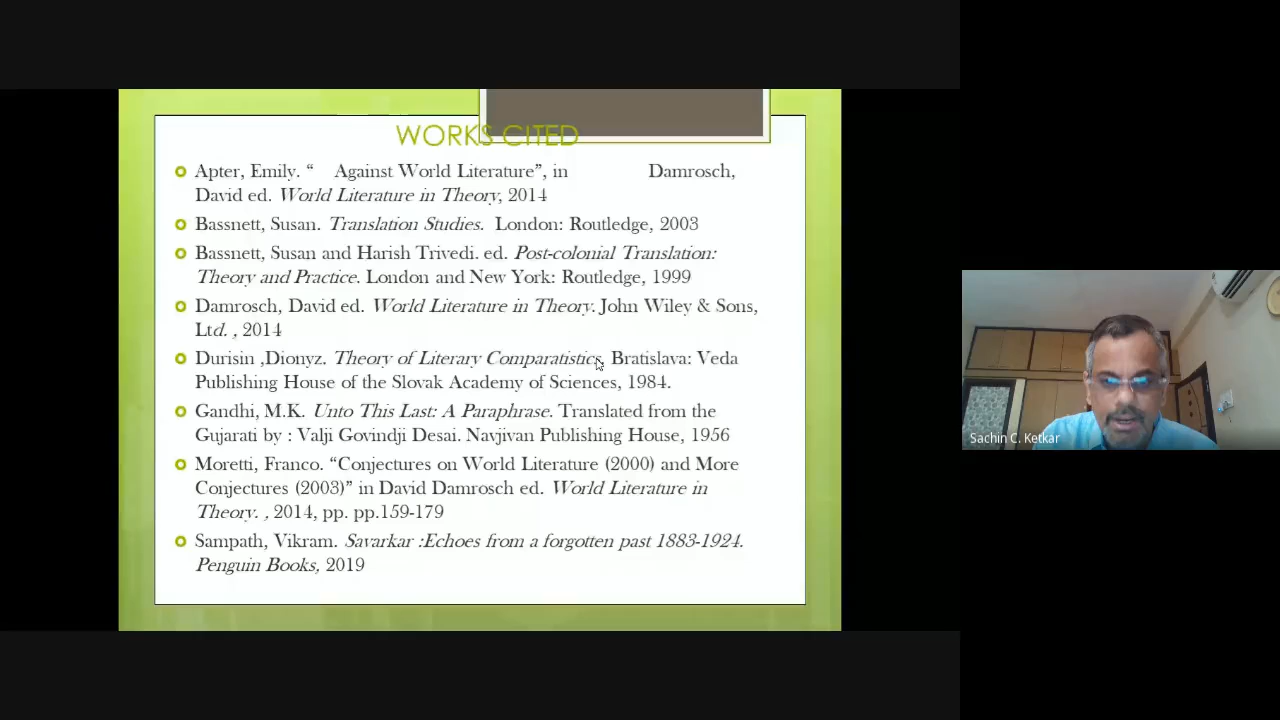 WORKS CITED
Apter, Emily. “ Against World Literature”, in Damrosch,
David ed. World Literature in Theory, 2014
Bassnett, Susan. Translation Studies. London: Routledge, 2003
Bassnett, Susan and Harish Trivedi. ed. Post-colonial Translation:
Theory and Practice. London and New York: Routledge, 1999
Damrosch, David ed. World Literature in Theory. John Wiley & Sons,
Ltd. , 2014
Durisin ,Dionyz. Theory of Literary Comparatistics, Bratislava: Veda
Publishing House of the Slovak Academy of Sciences, 1984.
Gandhi, M.K. Unto This Last: A Paraphrase. Translated from the
Gujarati by : Valji Govindji Desai. Navjivan Publishing House, 1956
Moretti, Franco. “Conjectures on World Literature (2000) and More
Conjectures (2003)” in David Damrosch ed. World Literature in
Theory. , 2014, pp. pp.159-179
Sampath, Vikram. Savarkar :Echoes from a forgotten past 1883-1924.
Penguin Books, 2019
Sachin C. Ketkar